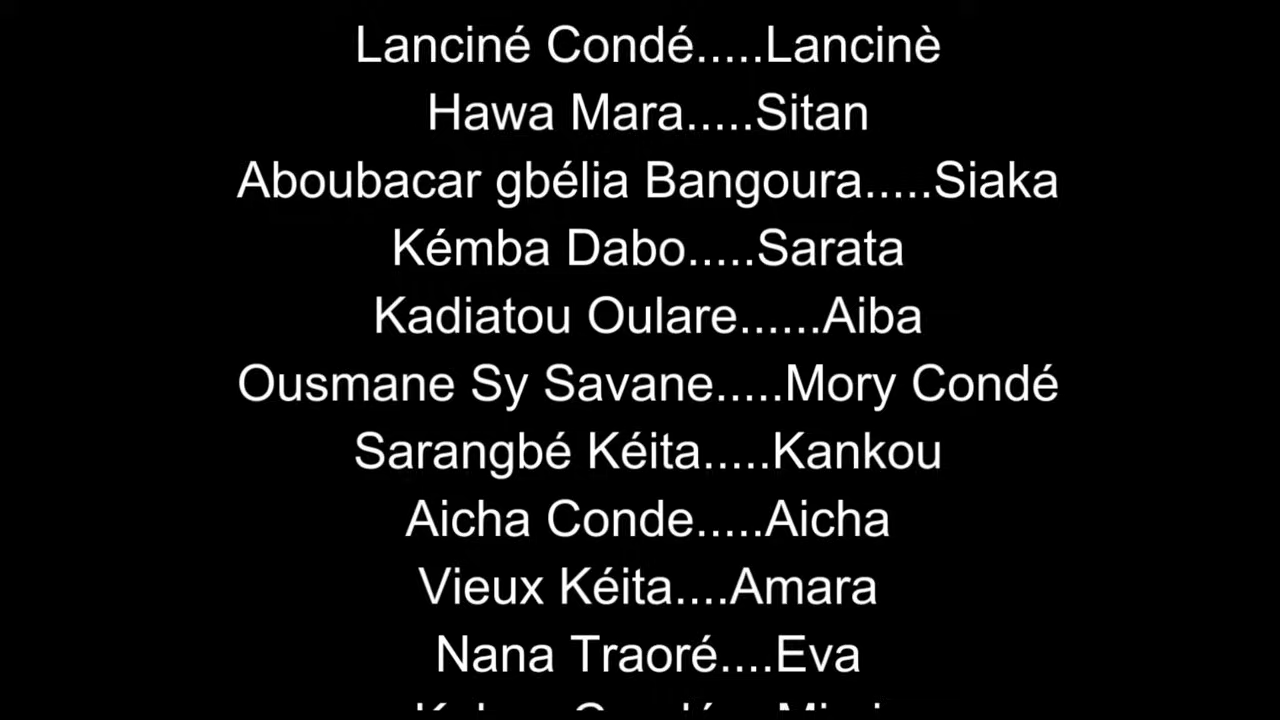 Lanciné Condé.....Lancinè
Hawa Mara.....Sitan
Aboubacar gbélia Bangoura.....Siaka
Kémba Dabo.....Sarata
Kadiatou Oulare......Aiba
Ousmane Sy Savane.....Mory Condé
Sarangbé Kéita.....Kankou
Aicha Conde.....Aicha
Vieux Kéita....Amara
Nana Traoré....Eva